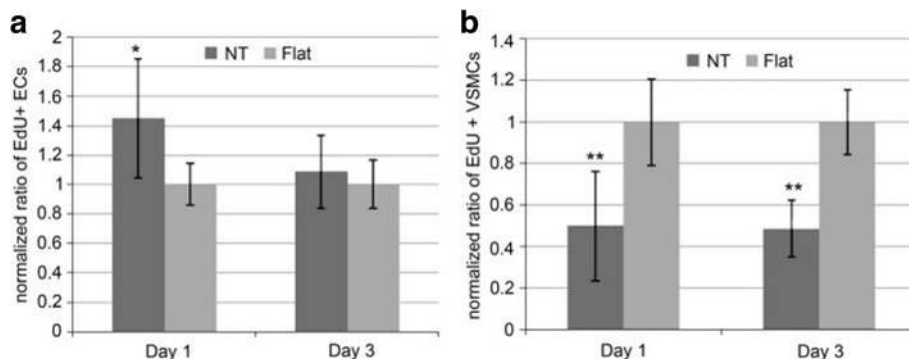 a
normalized ratio of EdU+ ECs
2
1.8
1.6
1.4
1.2
1
0.8
0.6
0.4
0.2
0
NT Flat
*
Day 1 Day 3
b
normalized ratio of EdU + VSMCs
1.4
1.2
1
0.8
0.6
0.4
0.2
0
NT Flat
**
**
Day 1 Day 3